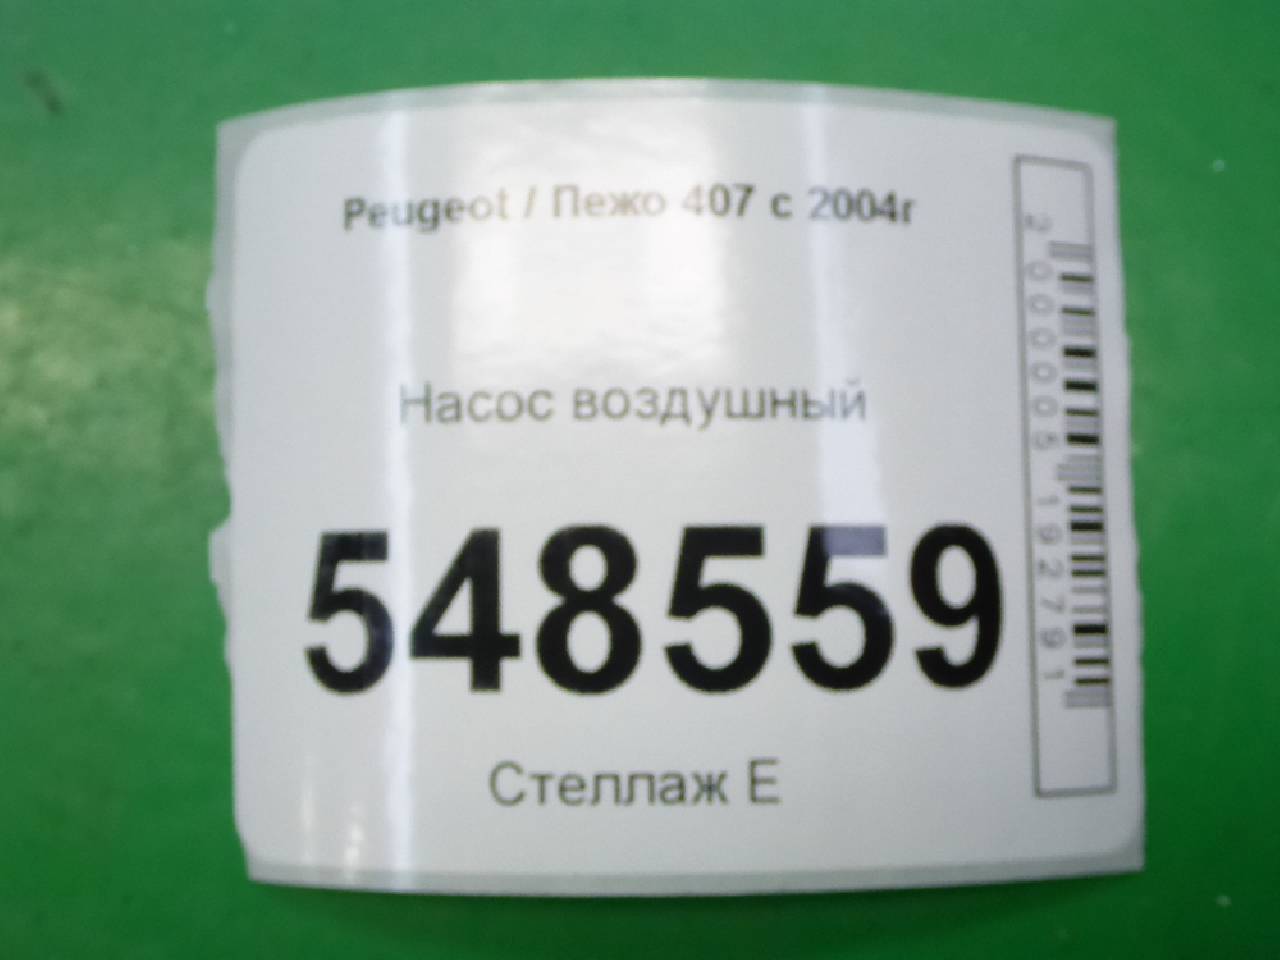 Peugeot / Пежо 407 с 2004г
Насос воздушный
548559
Стеллаж Е
2000005192791